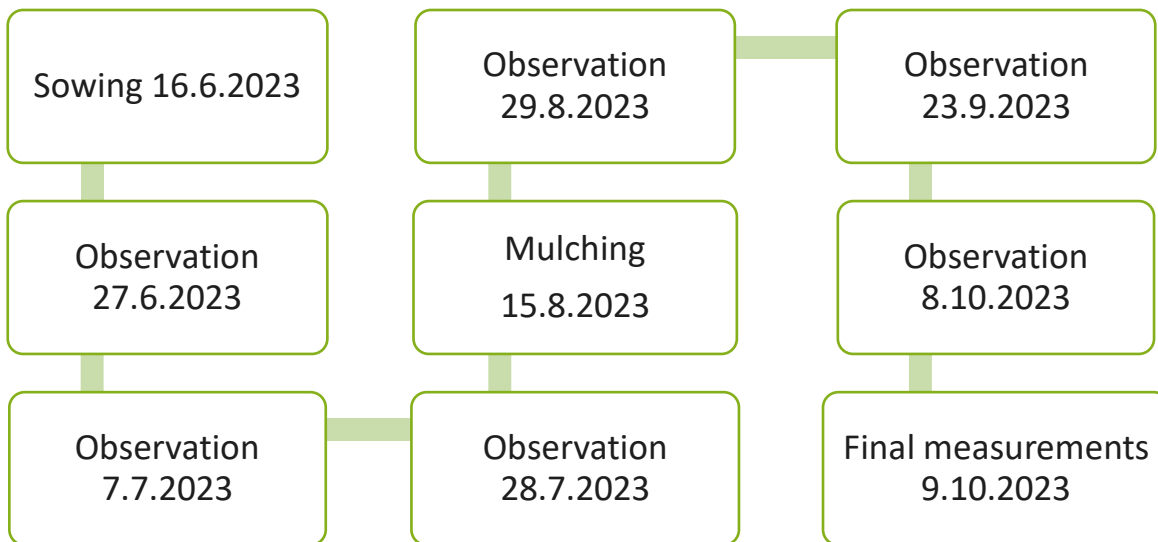 Sowing 16.6.2023
Observation
27.6.2023
Observation
7.7.2023
Observation
28.7.2023
Mulching
15.8.2023
Observation
29.8.2023
Observation
23.9.2023
Observation
8.10.2023
Final measurements
9.10.2023